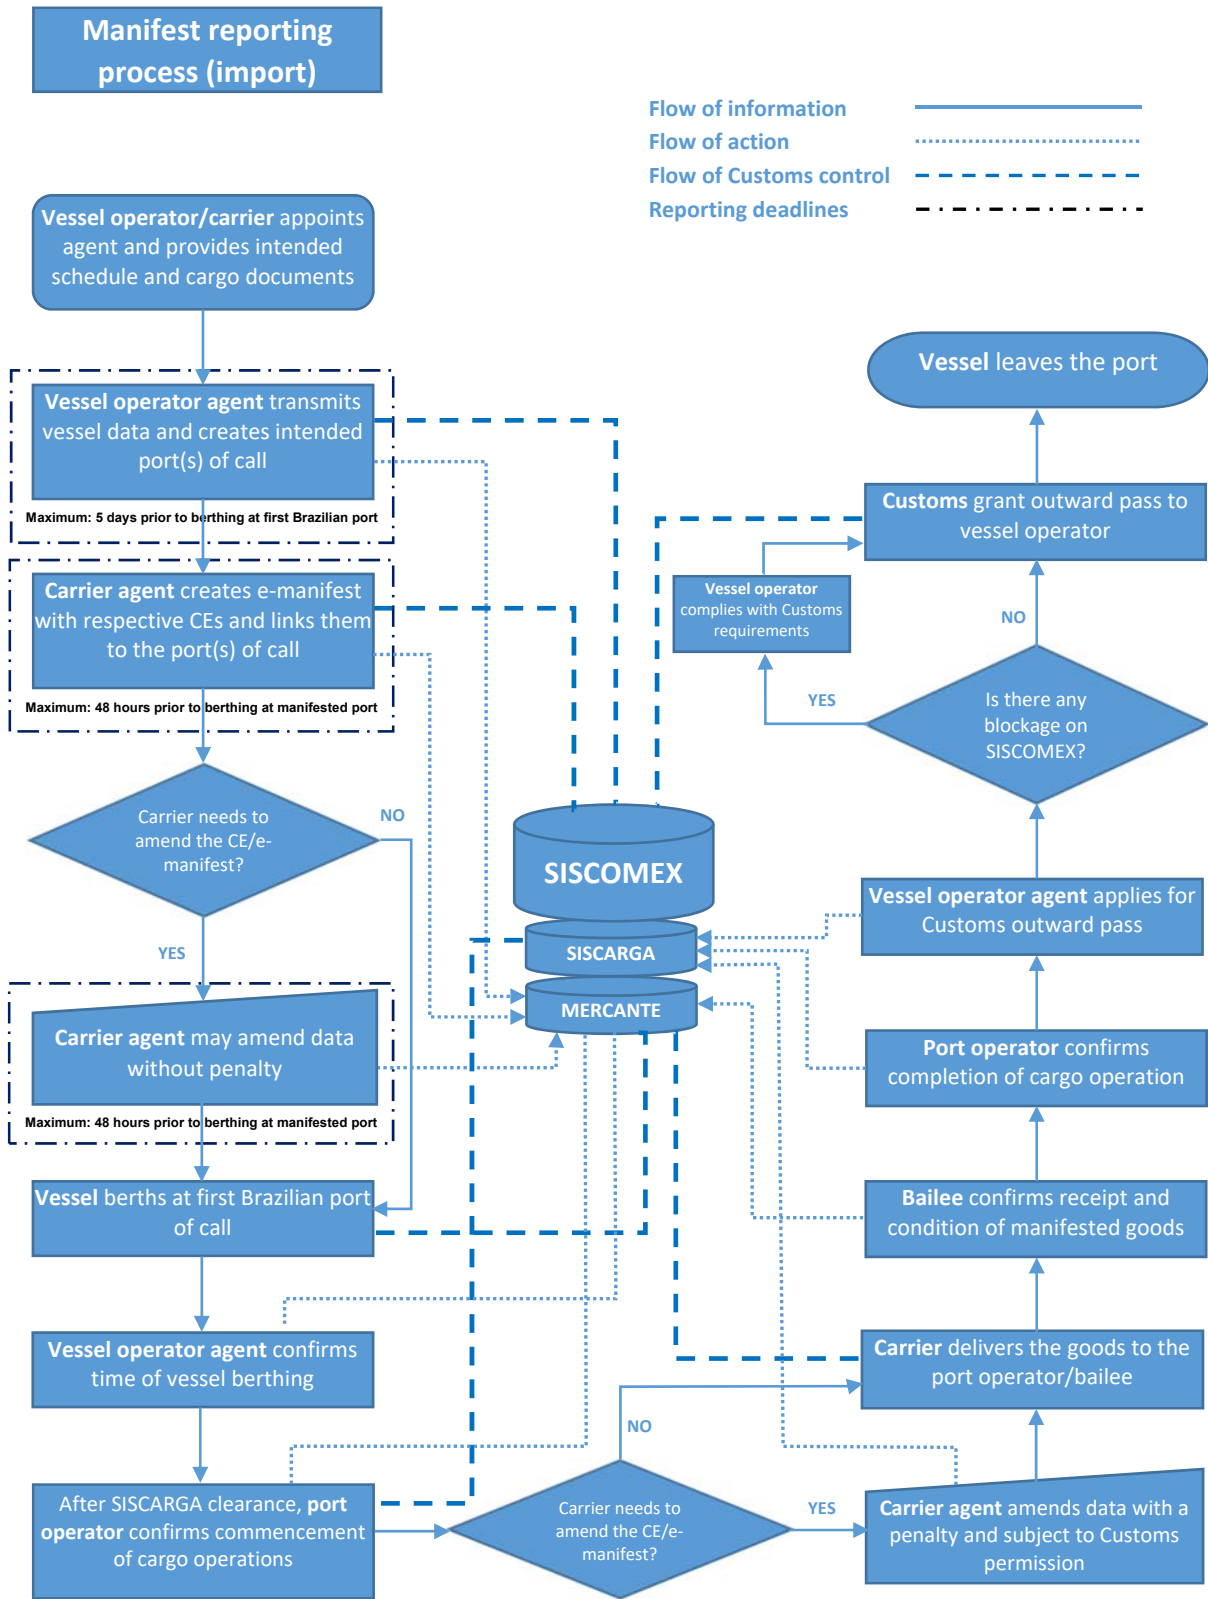 Manifest reporting
process (import)
Flow of information
Flow of action
Flow of Customs control
Reporting deadlines
Vessel operator/carrier appoints
agent and provides intended
schedule and cargo documents
Vessel operator agent transmits
vessel data and creates intended
port(s) of call
Maximum: 5 days prior to berthing at first Brazilian port
Carrier agent creates e-manifest
with respective CEs and links them
to the port(s) of call
Maximum: 48 hours prior to berthing at manifested port
Carrier needs to
amend the CE/e-
manifest?
NO
YES
Carrier agent may amend data
without penalty
Maximum: 48 hours prior to berthing at manifested port
Vessel berths at first Brazilian port
of call
Vessel operator agent confirms
time of vessel berthing
After SISCARGA clearance, port
operator confirms commencement
of cargo operations
SISCOMEX
SISCARGA
MERCANTE
Carrier needs to
amend the CE/e-
manifest?
NO
YES
Carrier agent amends data with a
penalty and subject to Customs
permission
Carrier delivers the goods to the
port operator/bailee
Bailee confirms receipt and
condition of manifested goods
Port operator confirms
completion of cargo operation
Vessel operator agent applies for
Customs outward pass
Is there any
blockage on
SISCOMEX?
YES
NO
Vessel operator
complies with Customs
requirements
Customs grant outward pass to
vessel operator
Vessel leaves the port